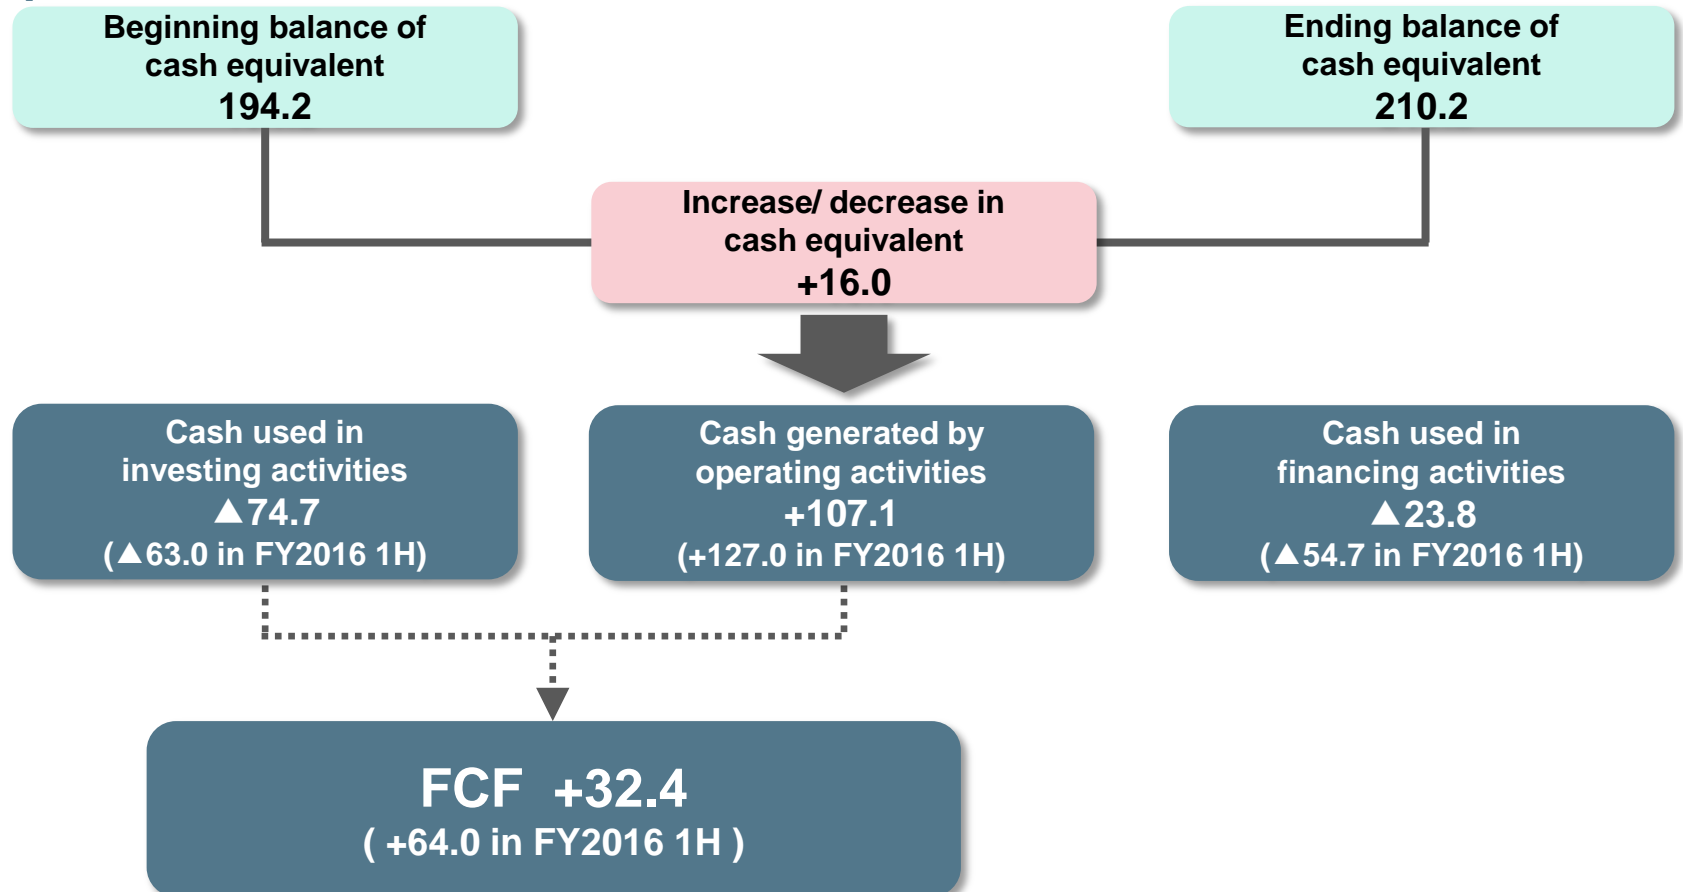 Beginning balance of
cash equivalent
194.2
Ending balance of
cash equivalent
210.2
Increase/ decrease in
cash equivalent
+16.0
Cash used in
investing activities
▲74.7
(▲63.0 in FY2016 1H)
Cash generated by
operating activities
+107.1
(+127.0 in FY2016 1H)
Cash used in
financing activities
▲23.8
(▲54.7 in FY2016 1H)
FCF +32.4
( +64.0 in FY2016 1H )